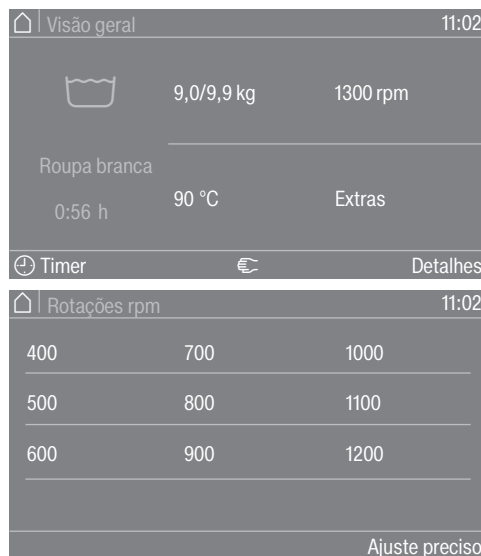 Visão geral 11:02
9,0/9,9 kg 1300 rpm
Roupa branca
0:56 h
90 °C Extras
Timer Detalhes
Rotações rpm 11:02
400 700 1000
500 800 1100
600 900 1200
Ajuste preciso